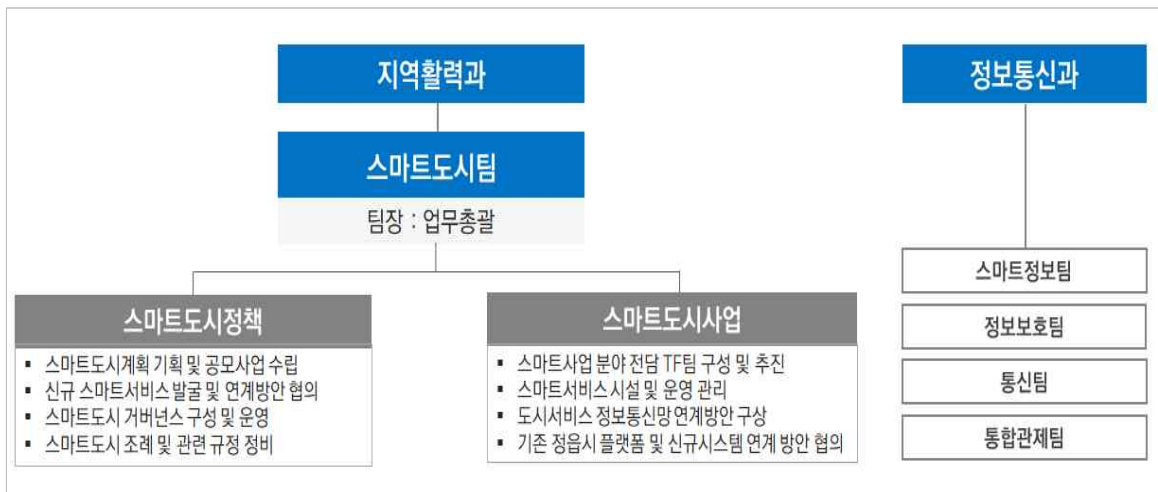 지역활력과
스마트도시팀
팀장 : 업무총괄
스마트도시정책
▪ 스마트도시계획 기획 및 공모사업 수립
▪ 신규 스마트서비스 발굴 및 연계방안 협의
▪ 스마트도시 거버넌스 구성 및 운영
▪ 스마트도시 조례 및 관련 규정 정비
스마트도시사업
▪ 스마트사업 분야 전담 TF팀 구성 및 추진
▪ 스마트서비스 시설 및 운영 관리
▪ 도시서비스 정보통신망 연계방안 구상
▪ 기존 정읍시 플랫폼 및 신규시스템 연계 방안 협의
정보통신과
스마트정보팀
정보보호팀
통신팀
통합관제팀